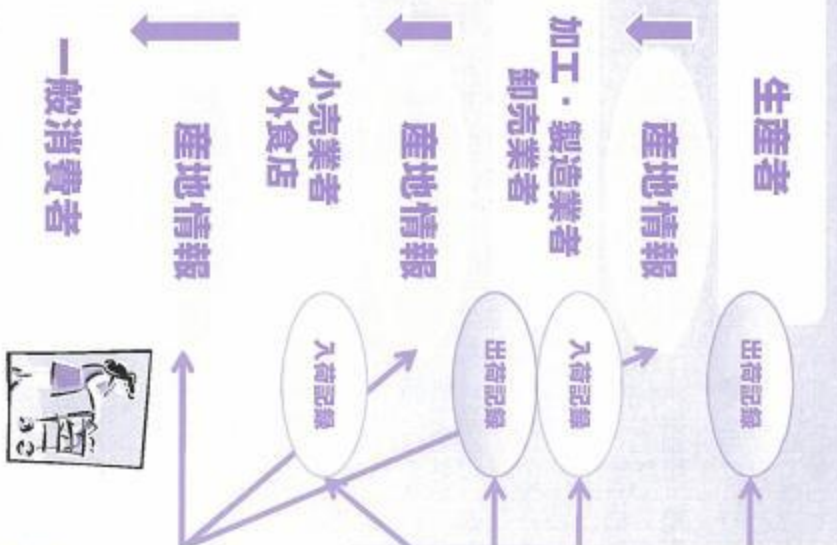 生産者
出荷記録
産地情報
加工・製造業者
卸売業者
入荷記録
出荷記録
産地情報
小売業者
外食店
入荷記録
産地情報
一般消費者